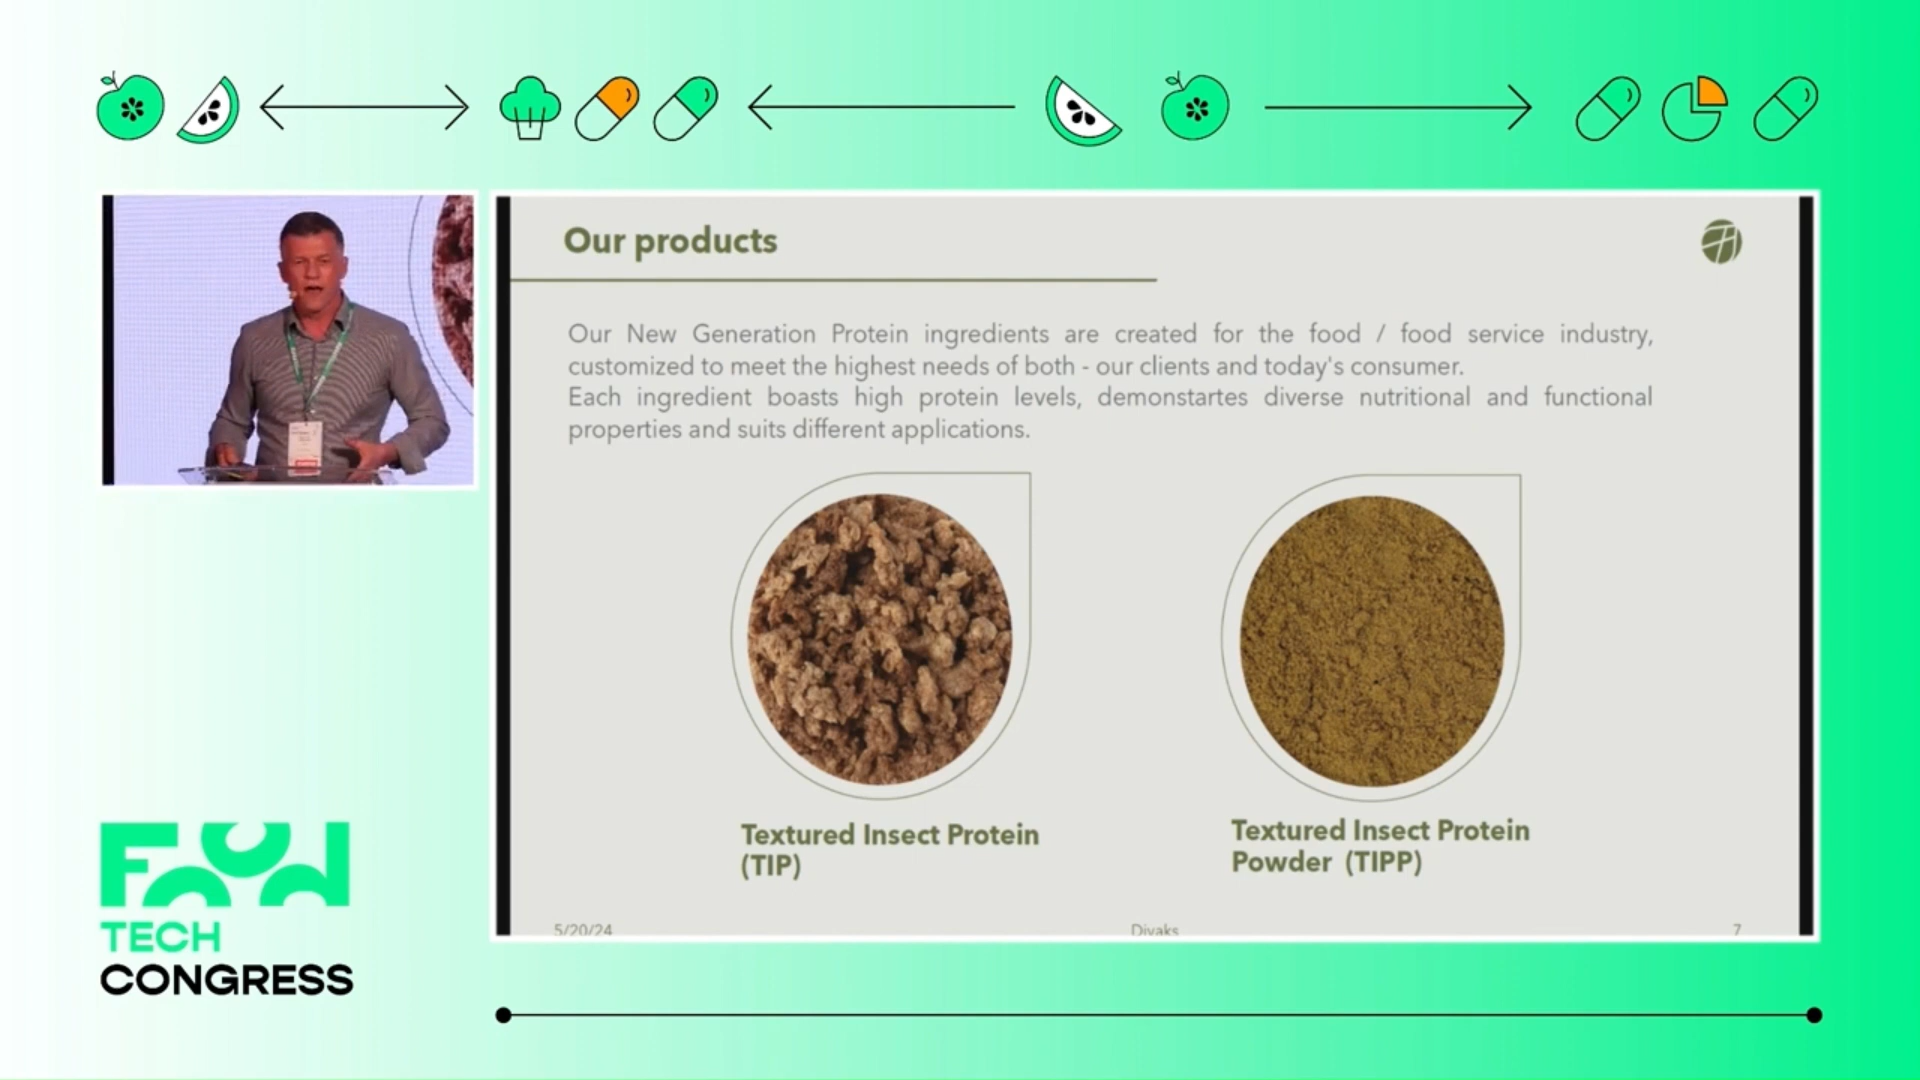 Our products
Our New Generation Protein ingredients are created for the food / food service industry,
customized to meet the highest needs of both - our clients and today's consumer.
Each ingredient boasts high protein levels, demonstartes diverse nutritional and functional
properties and suits different applications.
Textured Insect Protein
(TIP)
Textured Insect Protein
Powder (TIPP)
5/20/24
Divaks
7
Food
TECH
CONGRESS